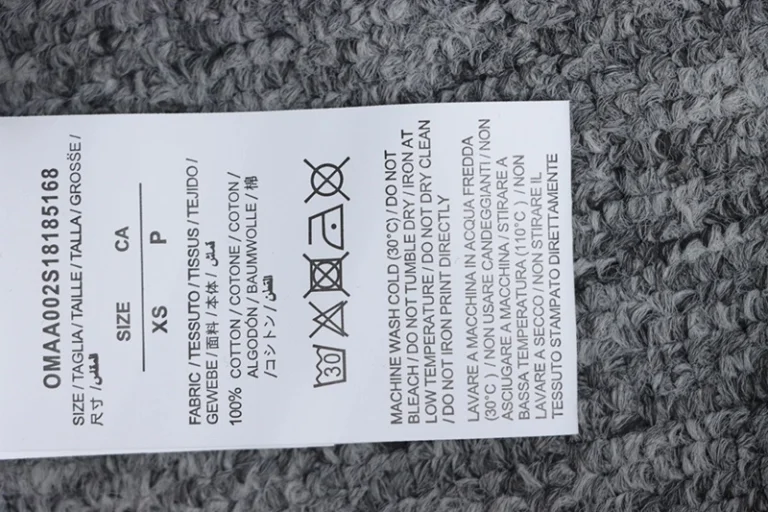 OMAA002S18185168
SIZE / TAGLIA / TAILLE / TALLA / GROSSE /
尺寸 / المقاس
SIZE CA
XS P
FABRIC / TESSUTO / TISSUS / TEJIDO /
GEWEBE / 面料 / 本体 / قماش
100% COTTON / COTONE / COTON /
ALGODÓN / BAUMWOLLE / 棉
/ コットン / القطن
30
MACHINE WASH COLD (30°C) / DO NOT
BLEACH / DO NOT TUMBLE DRY / IRON AT
LOW TEMPERATURE / DO NOT DRY CLEAN
/ DO NOT IRON PRINT DIRECTLY
LAVARE A MACCHINA IN ACQUA FREDDA
(30°C ) / NON USARE CANDEGGIANTI / NON
ASCIUGARE A MACCHINA / STIRARE A
BASSA TEMPERATURA (110°C ) / NON
LAVARE A SECCO / NON STIRARE IL
TESSUTO STAMPATO DIRETTAMENTE